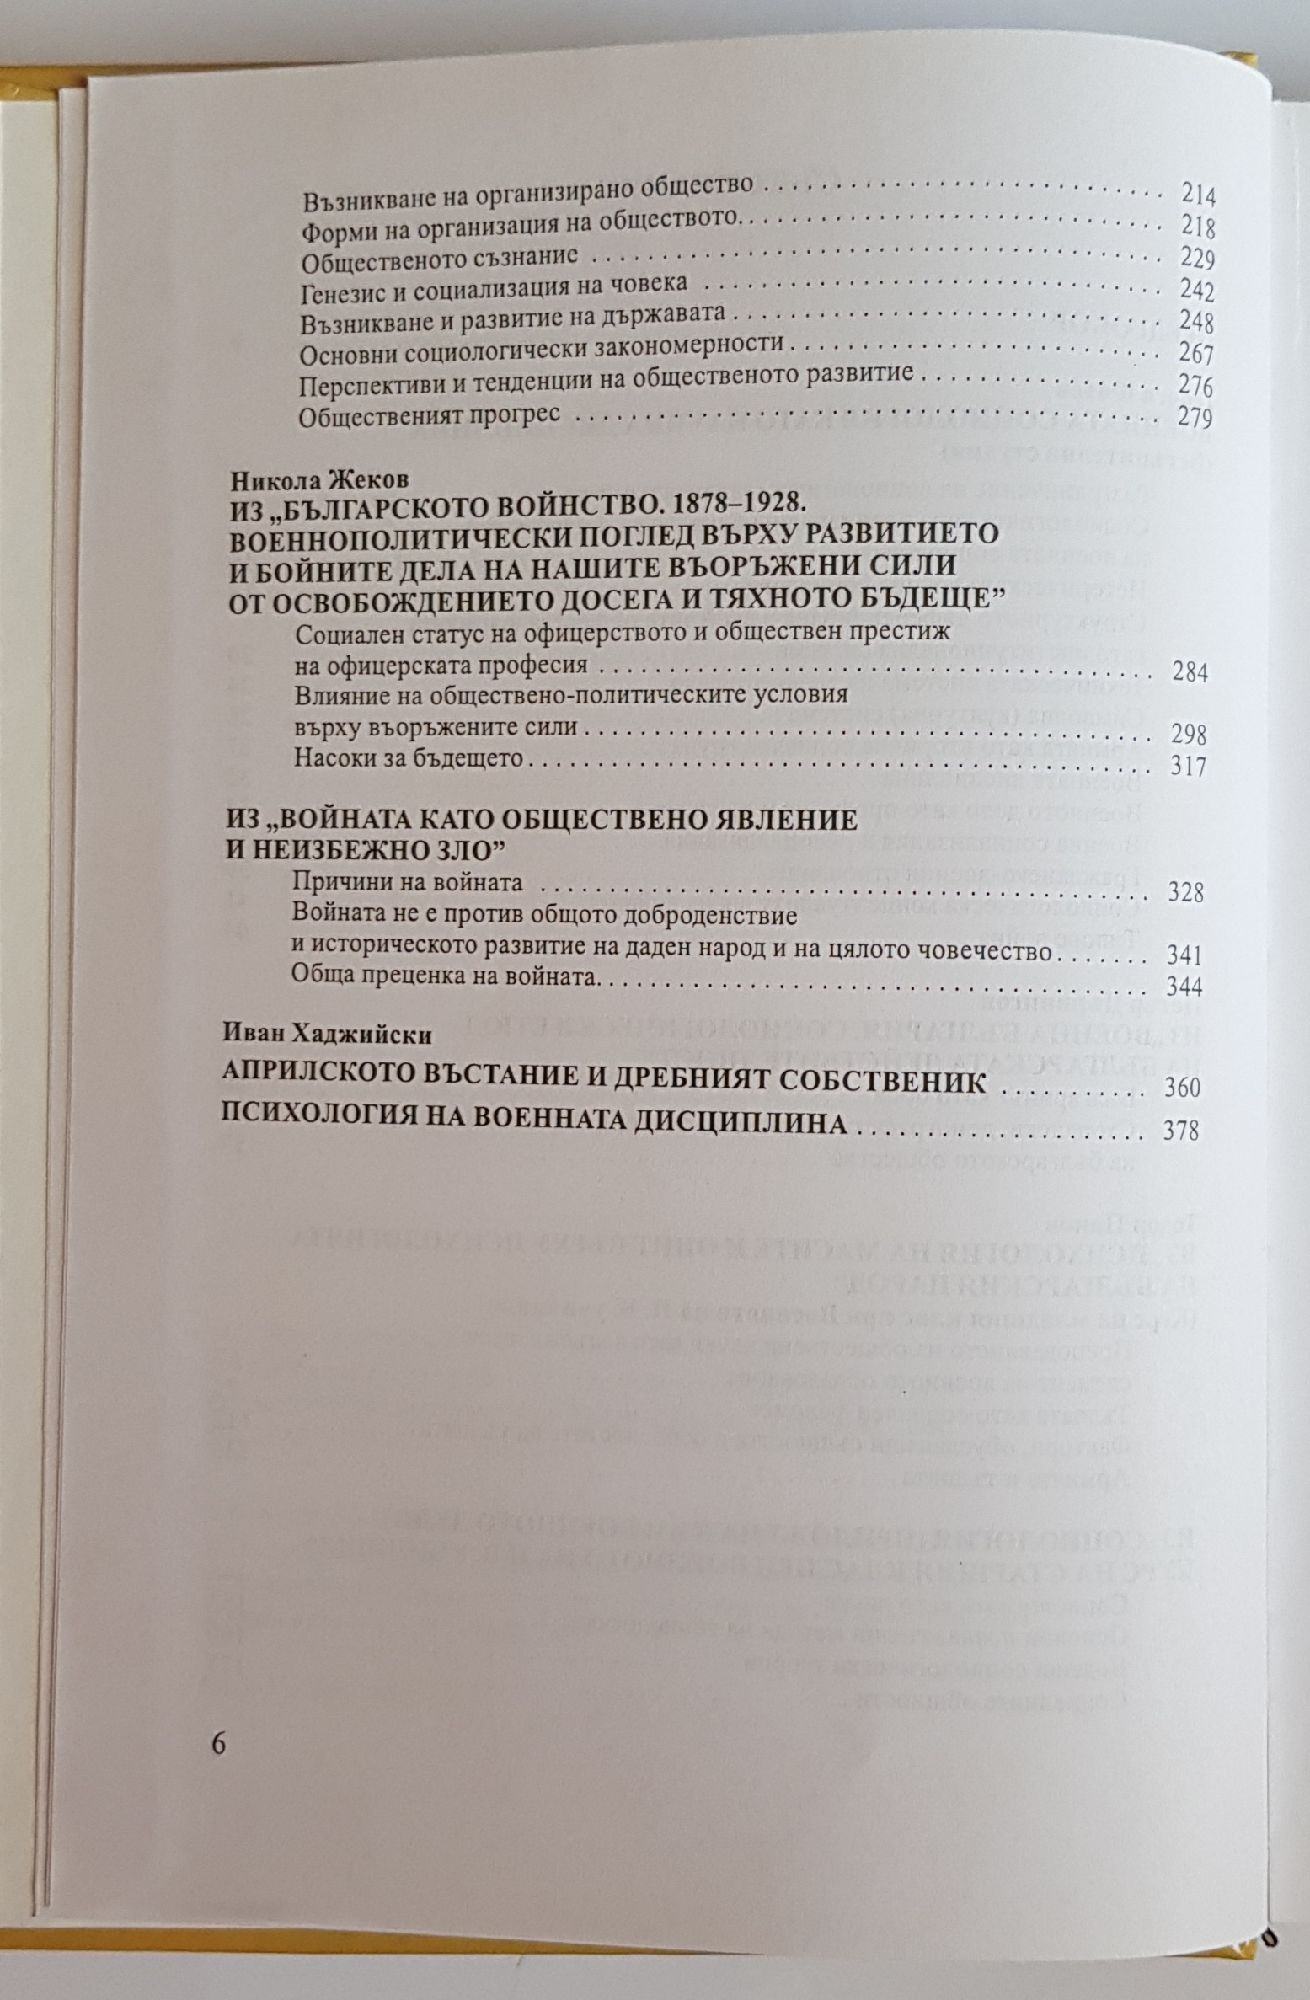 Възникване на организирано общество . . . . . . . . . . . . . . . . . . . . . . . . . . . 214
Форми на организация на обществото. . . . . . . . . . . . . . . . . . . . . . . . . . . . 218
Общественото съзнание . . . . . . . . . . . . . . . . . . . . . . . . . . . . . . . . . . . . . . 229
Генезис и социализация на човека . . . . . . . . . . . . . . . . . . . . . . . . . . . . . . 242
Възникване и развитие на държавата . . . . . . . . . . . . . . . . . . . . . . . . . . . . 248
Основни социологически закономерности . . . . . . . . . . . . . . . . . . . . . . . . 267
Перспективи и тенденции на общественото развитие . . . . . . . . . . . . . . . . 276
Общественият прогрес . . . . . . . . . . . . . . . . . . . . . . . . . . . . . . . . . . . . . . . 279
Никола Жеков
ИЗ „БЪЛГАРСКОТО ВОЙНСТВО. 1878–1928.
ВОЕННОПОЛИТИЧЕСКИ ПОГЛЕД ВЪРХУ РАЗВИТИЕТО
И БОЙНИТЕ ДЕЛА НА НАШИТЕ ВЪОРЪЖЕНИ СИЛИ
ОТ ОСВОБОЖДЕНИЕТО ДОСЕГА И ТЯХНОТО БЪДЕЩЕ”
Социален статус на офицерството и обществен престиж
на офицерската професия . . . . . . . . . . . . . . . . . . . . . . . . . . . . . . . . . . . . . 284
Влияние на обществено-политическите условия
върху въоръжените сили . . . . . . . . . . . . . . . . . . . . . . . . . . . . . . . . . . . . . . 298
Насоки за бъдещето . . . . . . . . . . . . . . . . . . . . . . . . . . . . . . . . . . . . . . . . . . 317
ИЗ „ВОЙНАТА КАТО ОБЩЕСТВЕНО ЯВЛЕНИЕ
И НЕИЗБЕЖНО ЗЛО”
Причини на войната . . . . . . . . . . . . . . . . . . . . . . . . . . . . . . . . . . . . . . . . . 328
Войната не е против общото доброденствие
и историческото развитие на даден народ и на цялото човечество . . . . . . . 341
Обща преценка на войната. . . . . . . . . . . . . . . . . . . . . . . . . . . . . . . . . . . . . 344
Иван Хаджийски
АПРИЛСКОТО ВЪСТАНИЕ И ДРЕБНИЯТ СОБСТВЕНИК . . . . . . . . . . 360
ПСИХОЛОГИЯ НА ВОЕННАТА ДИСЦИПЛИНА . . . . . . . . . . . . . . . . . . . . 378
6